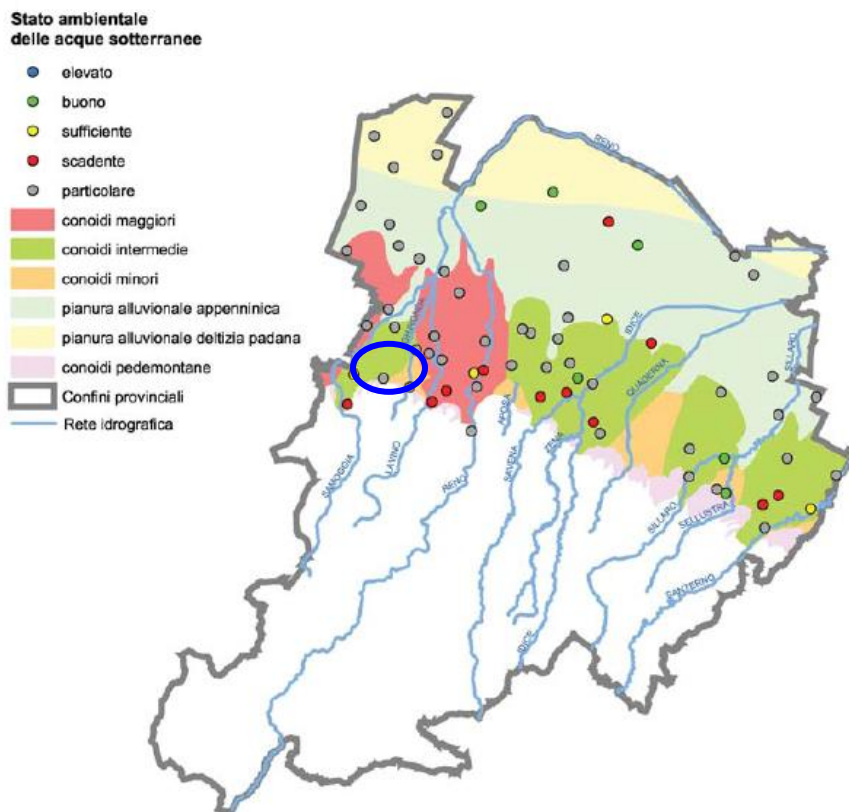 Stato ambientale
delle acque sotterranee
elevato
buono
sufficiente
scadente
particolare
conoidi maggiori
conoidi intermedie
conoidi minori
pianura alluvionale appenninica
pianura alluvionale deltizia padana
conoidi pedemontane
Confini provinciali
Rete idrografica
RENO
IDICE
SILLARO
QUADERNA
APOSA
ZENA
SAMOGGIA
LAVINO
RENO
SAVENA
SILLARO
SELLUSTRA
SANZERNO
IDICE